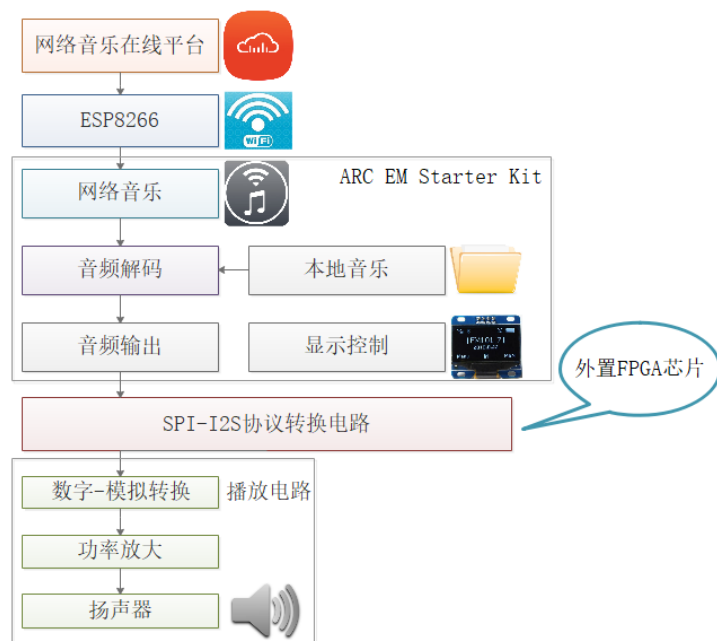 网络音乐在线平台
ESP8266
WiFi
网络音乐
ARC EM Starter Kit
音频解码
本地音乐
音频输出
显示控制
外置FPGA芯片
SPI-I2S协议转换电路
数字-模拟转换
播放电路
功率放大
扬声器